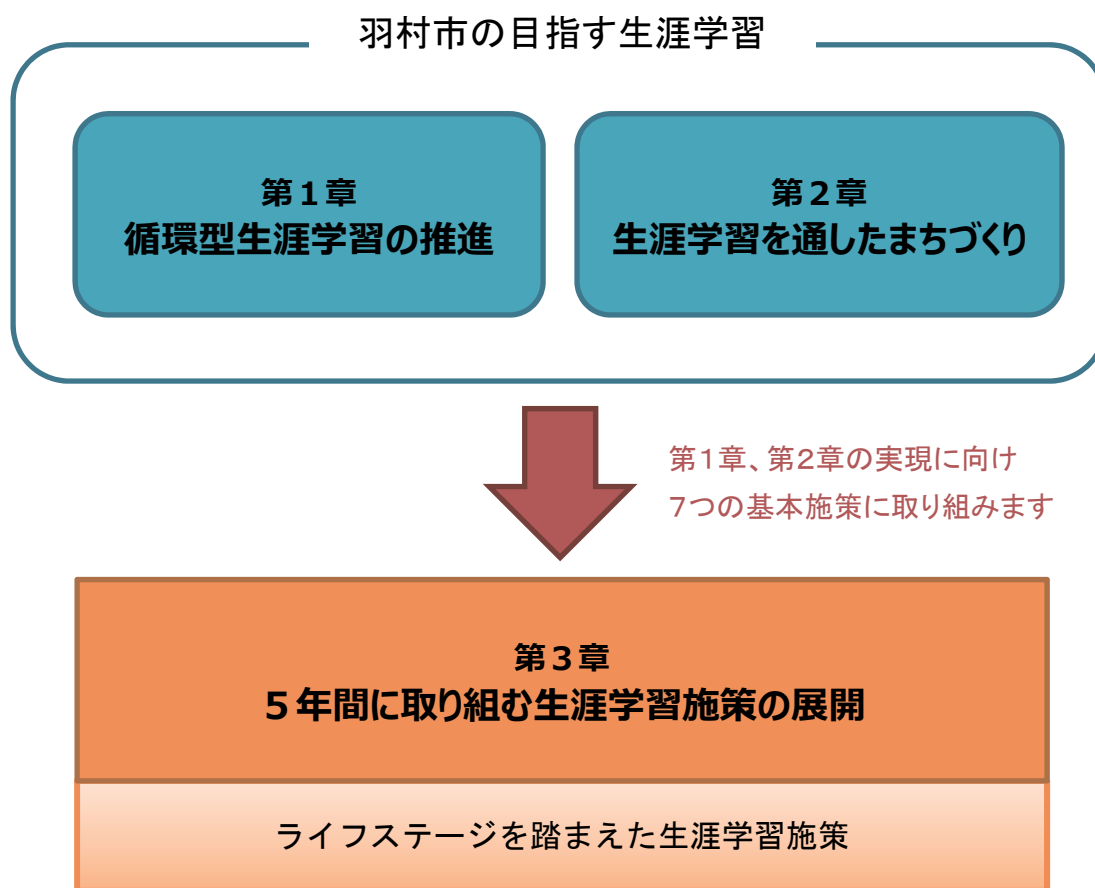 羽村市の目指す生涯学習
第1章
循環型生涯学習の推進
第2章
生涯学習を通したまちづくり
第1章、第2章の実現に向け
7つの基本施策に取り組みます
第3章
5年間に取り組む生涯学習施策の展開
ライフステージを踏まえた生涯学習施策